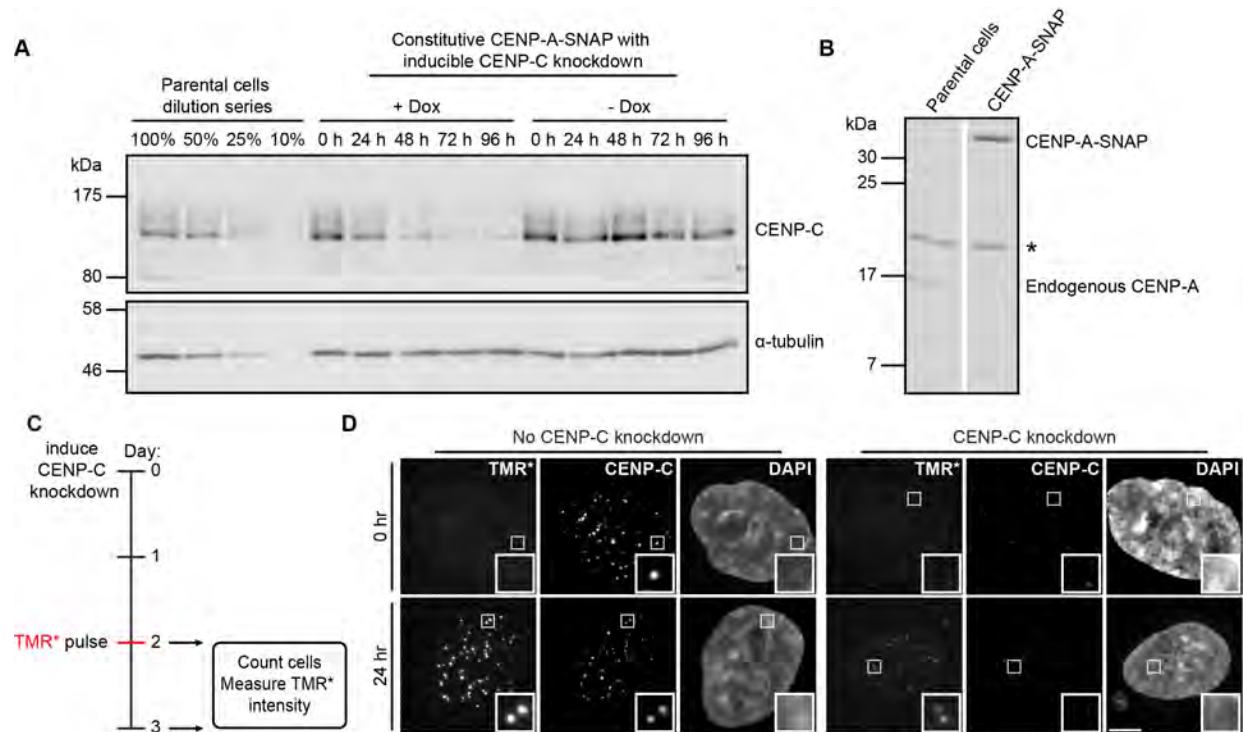 A
Constitutive CENP-A-SNAP with
inducible CENP-C knockdown
Parental cells
dilution series
+ Dox
- Dox
100% 50% 25% 10% 0 h 24 h 48 h 72 h 96 h 0 h 24 h 48 h 72 h 96 h
kDa
175
CENP-C
80
58
α-tubulin
46
B
Parental cells
CENP-A-SNAP
kDa
CENP-A-SNAP
30
25
*
17
Endogenous CENP-A
7
C
induce
CENP-C
knockdown
Day:
0
1
TMR* pulse
2
Count cells
Measure TMR*
intensity
3
D
No CENP-C knockdown
CENP-C knockdown
TMR* CENP-C DAPI TMR* CENP-C DAPI
0 hr
24 hr